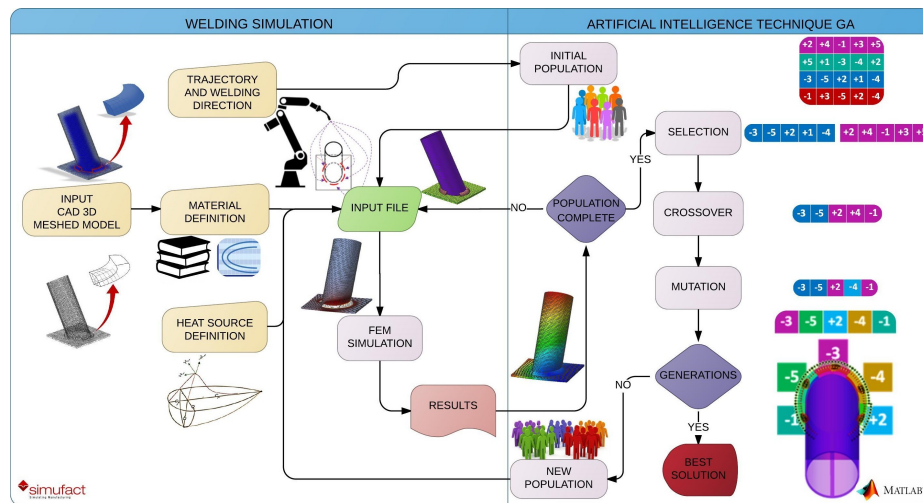 WELDING SIMULATION
ARTIFICIAL INTELLIGENCE TECHNIQUE GA
TRAJECTORY
AND WELDING
DIRECTION
INITIAL
POPULATION
+2 +4 -1 +3 +5
+5 +1 -3 -4 +2
-3 -5 +2 +1 -4
-1 +3 -5 +2 -4
SELECTION
-3 -5 +2 +1 -4
+2 +4 -1 +3
YES
INPUT
CAD 3D
MESHED MODEL
MATERIAL
DEFINITION
INPUT FILE
NO
POPULATION
COMPLETE
CROSSOVER
-3 -5 +2 +4 -1
MUTATION
-3 -5 +2 -4 -1
HEAT SOURCE
DEFINITION
FEM
SIMULATION
-3 -5 +2 -4 -1
-3
-5
-4
-1
+2
GENERATIONS
NO
RESULTS
YES
NEW
POPULATION
BEST
SOLUTION
simufact
Matlab